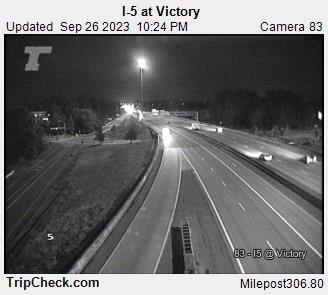 I-5 at Victory
Updated Sep 26 2023 10:24 PM Camera 83
T
S
83 - I5 @ Victory
TripCheck.com Milepost306.80